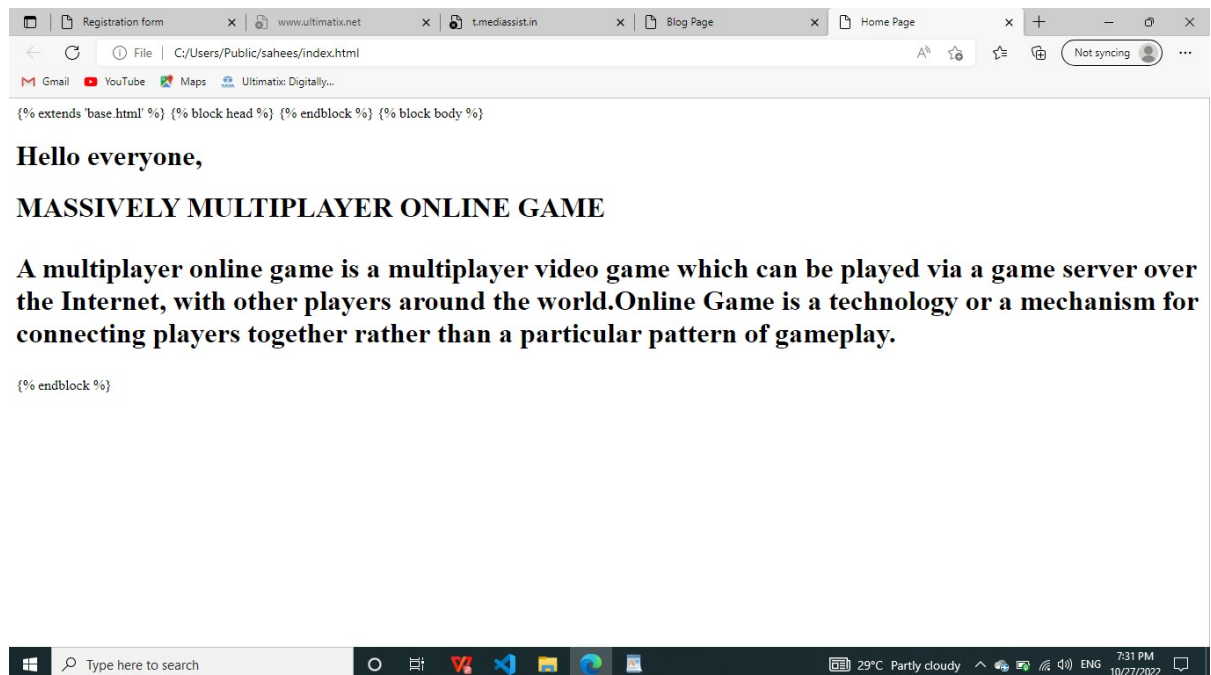 Registration form
www.ultimatix.net
t.mediassist.in
Blog Page
Home Page
File
C:/Users/Public/sahees/index.html
Not syncing
Gmail
YouTube
Maps
Ultimatix: Digitally...
{% extends 'base.html' %} {% block head %} {% endblock %} {% block body %}
Hello everyone,
MASSIVELY MULTIPLAYER ONLINE GAME
A multiplayer online game is a multiplayer video game which can be played via a game server over
the Internet, with other players around the world.Online Game is a technology or a mechanism for
connecting players together rather than a particular pattern of gameplay.
{% endblock %}
Type here to search
29°C Partly cloudy
ENG
7:31 PM
10/27/2022